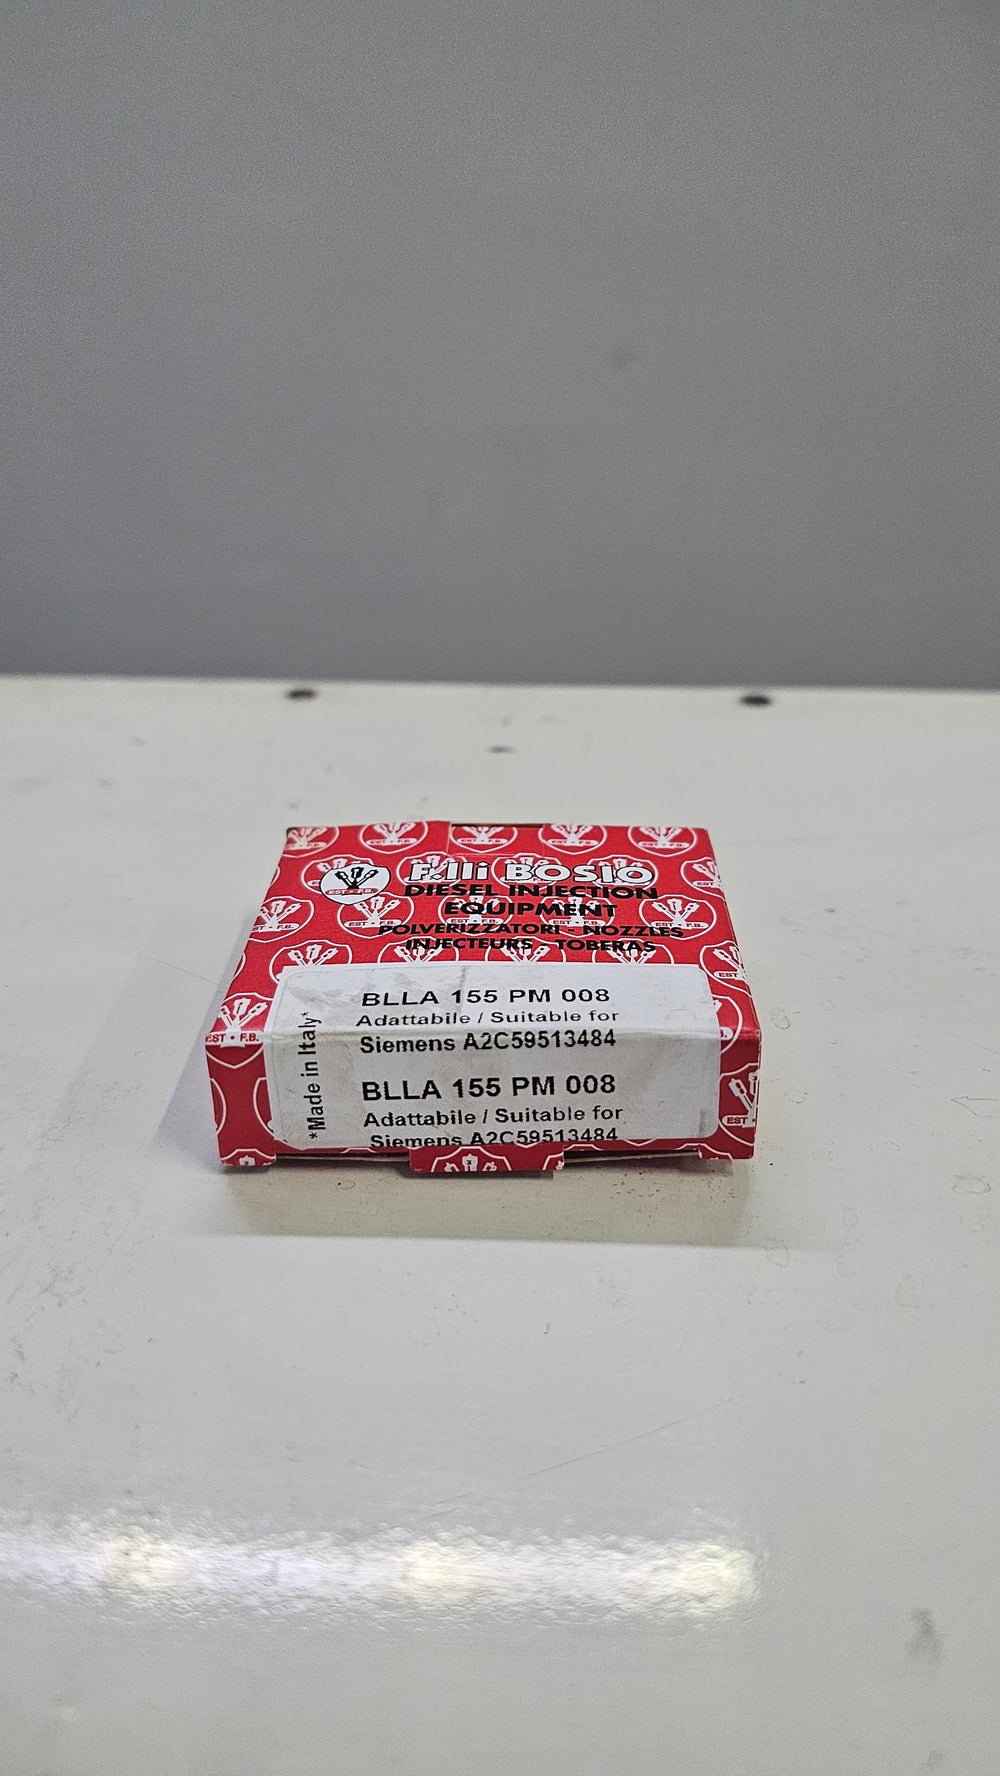 F.lli BOSIO
DIESEL INJECTION
EQUIPMENT
POLVERIZZATORI - NOZZLES
INJECTEURS - TOBERAS
EST • F.B.
*Made in Italy*
BLLA 155 PM 008
Adattabile / Suitable for
Siemens A2C59513484
BLLA 155 PM 008
Adattabile / Suitable for
Siemens A2C59513484